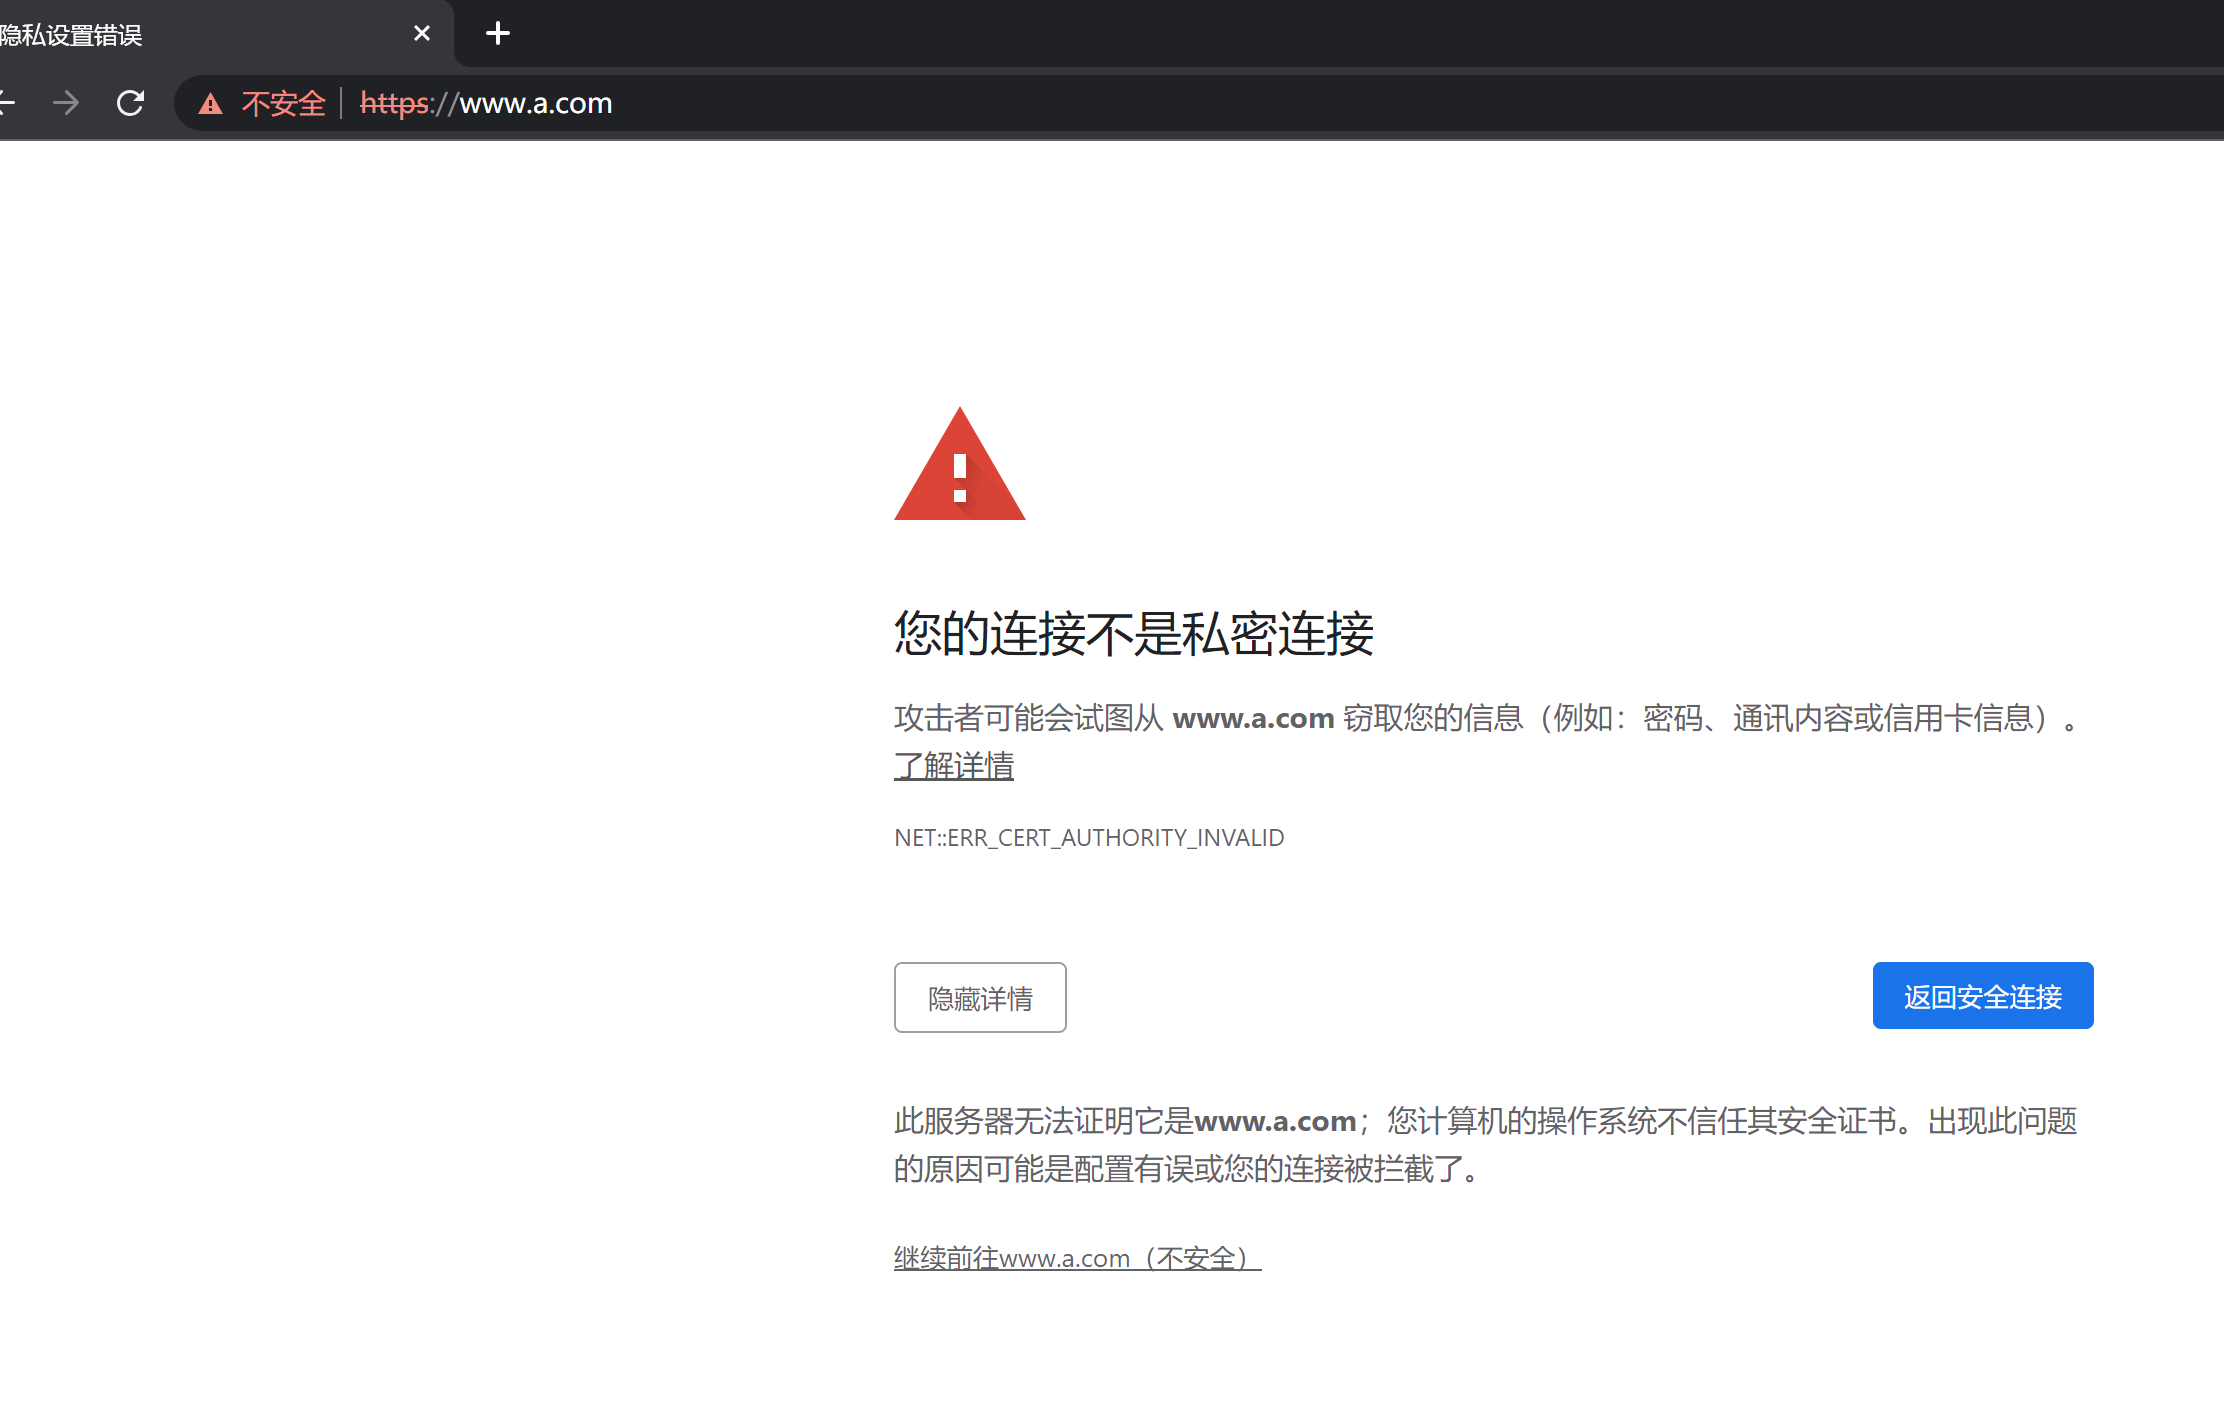 隐私设置错误
不安全 | https://www.a.com
您的连接不是私密连接
攻击者可能会试图从 www.a.com 窃取您的信息（例如：密码、通讯内容或信用卡信息）。
了解详情
NET::ERR_CERT_AUTHORITY_INVALID
隐藏详情
返回安全连接
此服务器无法证明它是www.a.com；您计算机的操作系统不信任其安全证书。出现此问题
的原因可能是配置有误或您的连接被拦截了。
继续前往www.a.com（不安全）